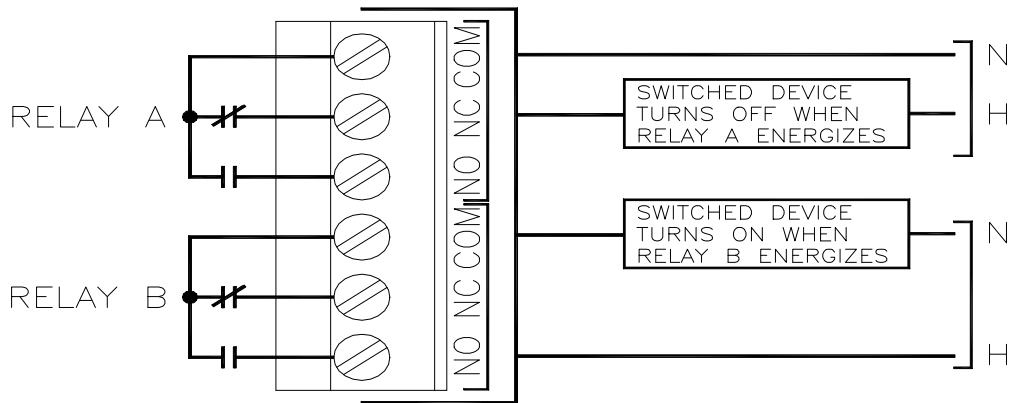 RELAY A
COM
NC
NO
N
SWITCHED DEVICE
TURNS OFF WHEN
RELAY A ENERGIZES
H
RELAY B
COM
NC
NO
SWITCHED DEVICE
TURNS ON WHEN
RELAY B ENERGIZES
N
H